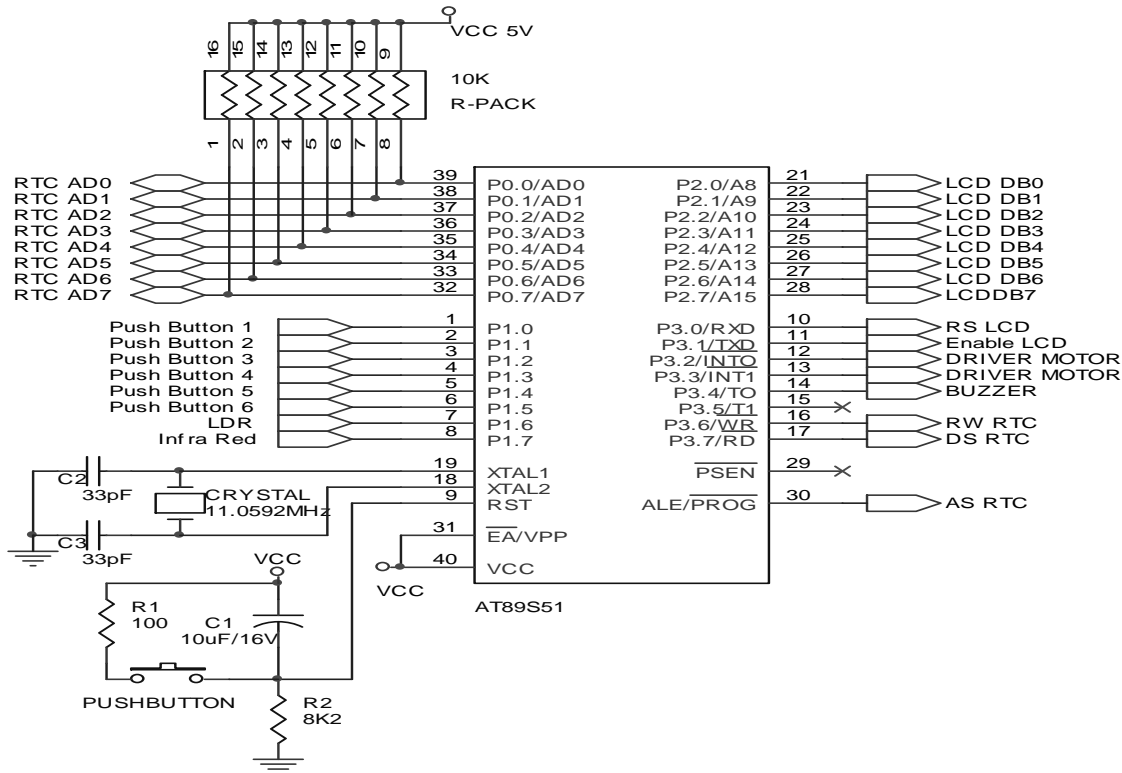 VCC 5V
16 15 14 13 12 11 10 9
10K
R-PACK
1 2 3 4 5 6 7 8
RTC AD0 39 P0.0/AD0 P2.0/A8 21 LCD DB0
RTC AD1 38 P0.1/AD1 P2.1/A9 22 LCD DB1
RTC AD2 37 P0.2/AD2 P2.2/A10 23 LCD DB2
RTC AD3 36 P0.3/AD3 P2.3/A11 24 LCD DB3
RTC AD4 35 P0.4/AD4 P2.4/A12 25 LCD DB4
RTC AD5 34 P0.5/AD5 P2.5/A13 26 LCD DB5
RTC AD6 33 P0.6/AD6 P2.6/A14 27 LCD DB6
RTC AD7 32 P0.7/AD7 P2.7/A15 28 LCDDB7
Push Button 1 1 P1.0 P3.0/RXD 10 RS LCD
Push Button 2 2 P1.1 P3.1/TXD 11 Enable LCD
Push Button 3 3 P1.2 P3.2/INTO 12 DRIVER MOTOR
Push Button 4 4 P1.3 P3.3/INT1 13 DRIVER MOTOR
Push Button 5 5 P1.4 P3.4/TO 14 BUZZER
Push Button 6 6 P1.5 P3.5/T1 15
LDR 7 P1.6 P3.6/WR 16 RW RTC
Infra Red 8 P1.7 P3.7/RD 17 DS RTC
19 XTAL1 PSEN 29
C2
33pF
CRYSTAL
11.0592MHz
18 XTAL2
9 RST ALE/PROG 30 AS RTC
C3
33pF
31 EA/VPP
40 VCC
VCC
VCC
AT89S51
R1
100
C1
10uF/16V
PUSHBUTTON
R2
8K2